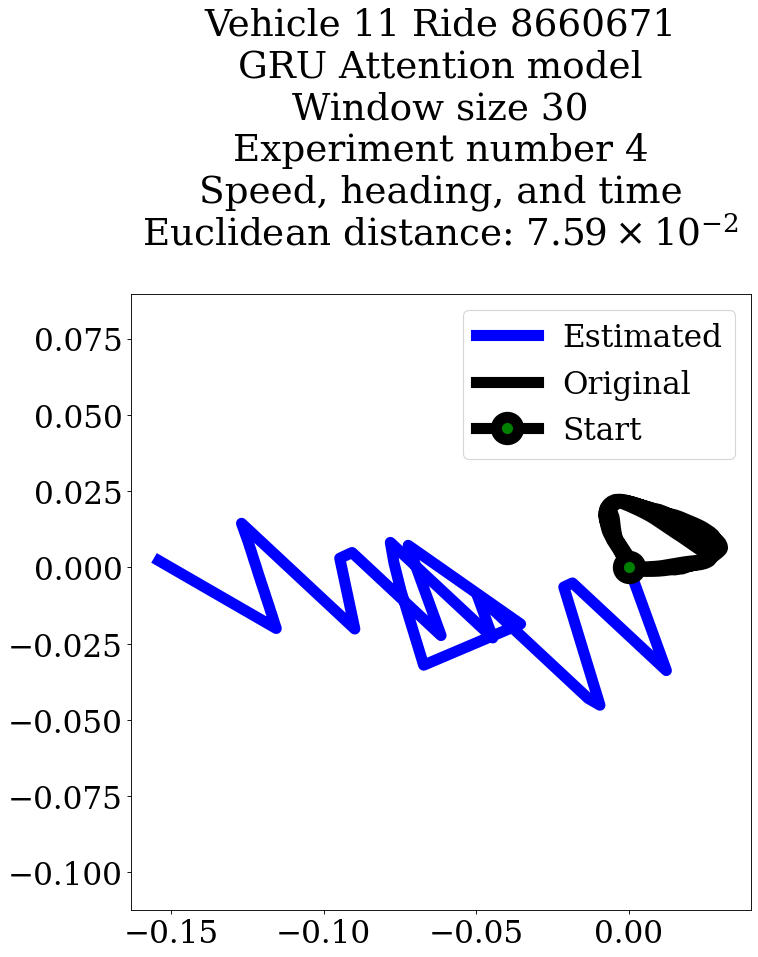 Vehicle 11 Ride 8660671
GRU Attention model
Window size 30
Experiment number 4
Speed, heading, and time
Euclidean distance: 7.59 × 10⁻²
Estimated
Original
Start
0.075
0.050
0.025
0.000
−0.025
−0.050
−0.075
−0.100
−0.15
−0.10
−0.05
0.00